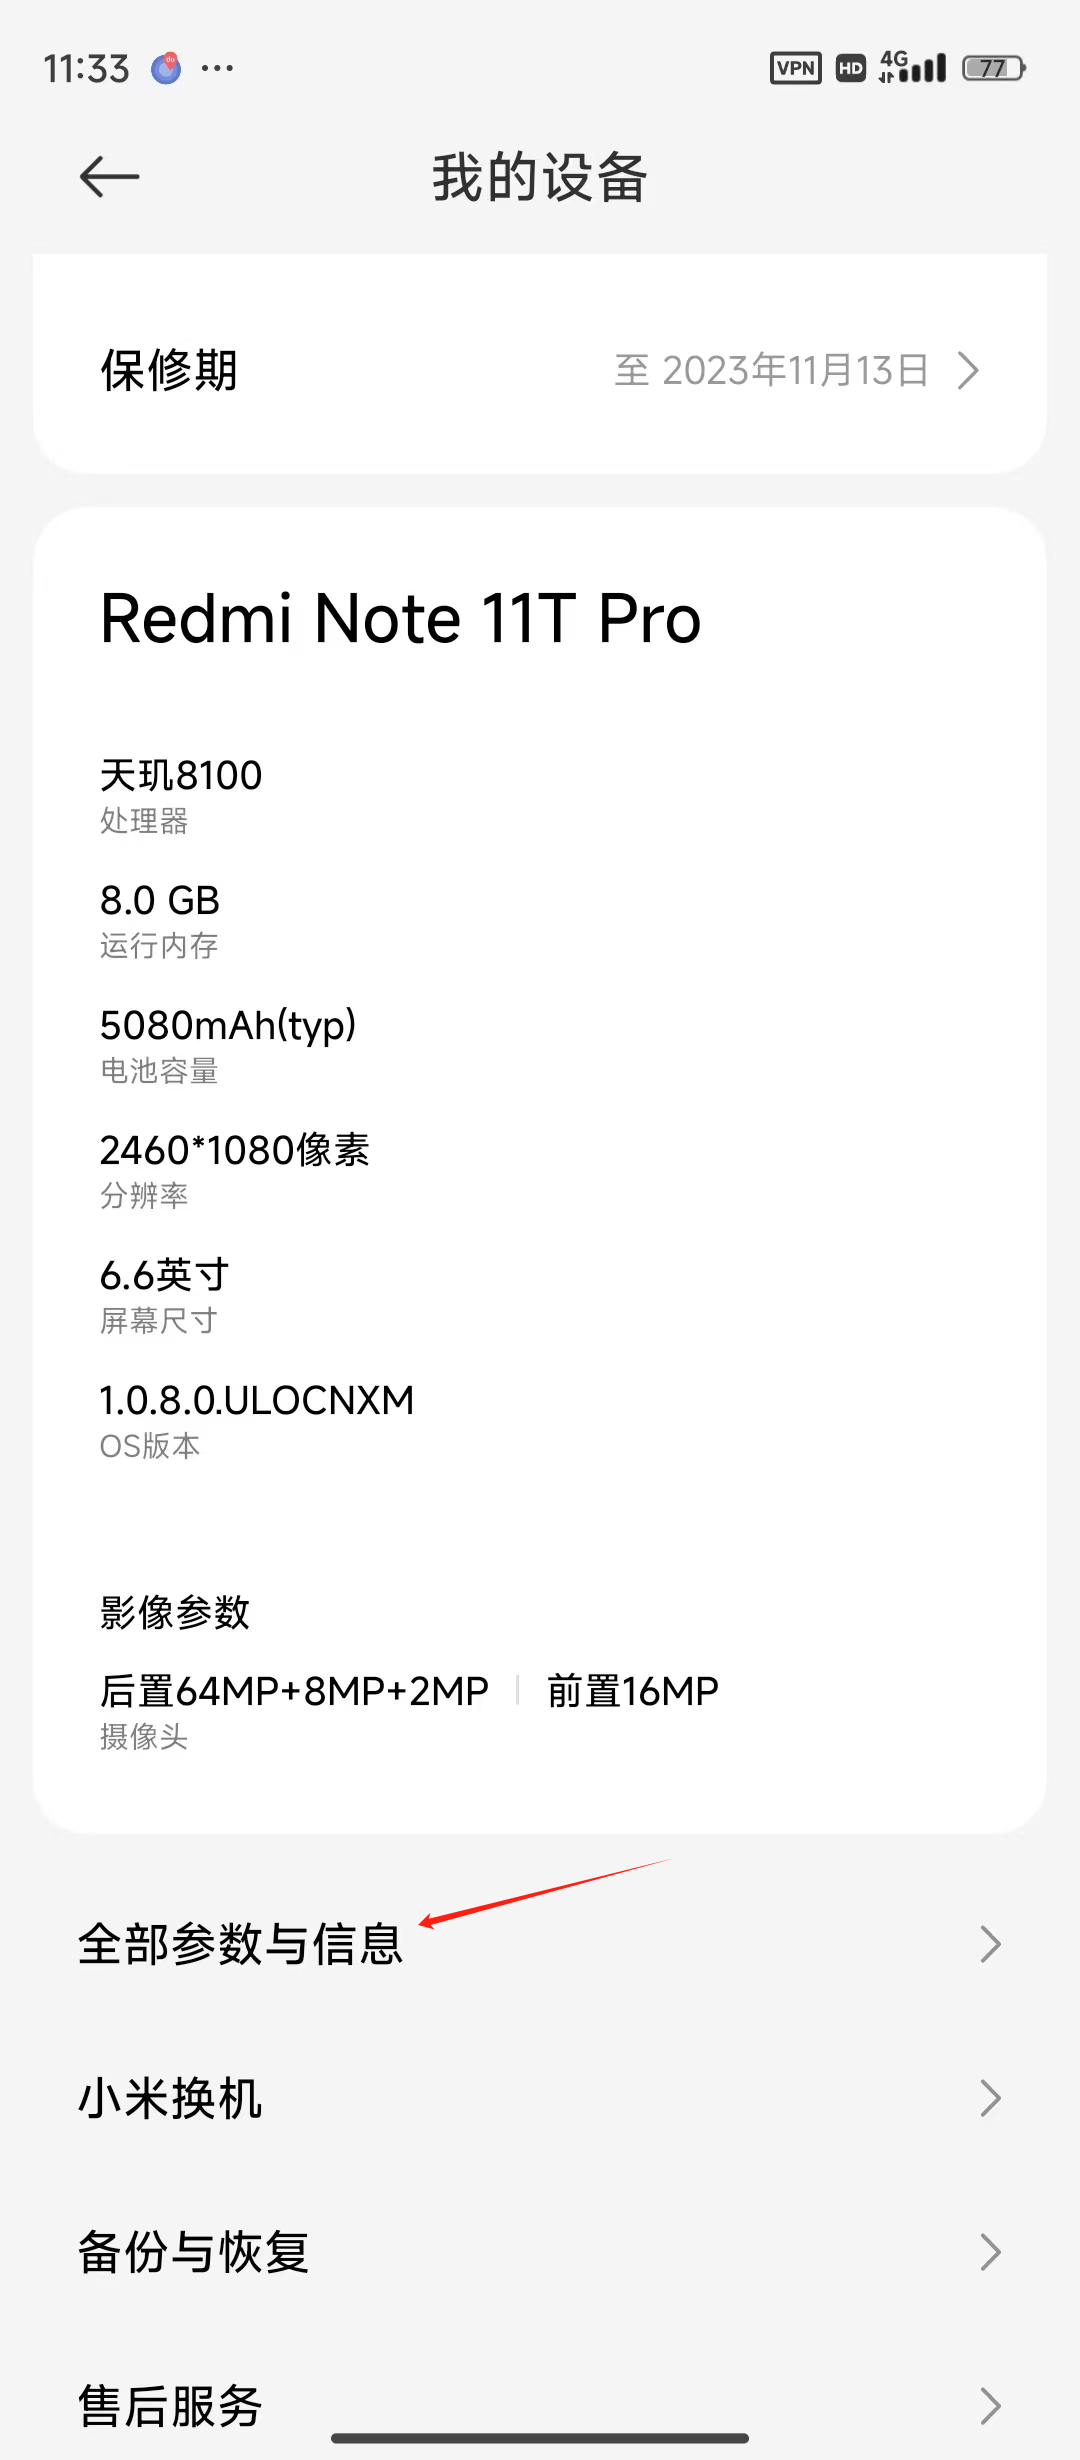 11:33 ... VPN HD 4G 77
我的设备
保修期 至 2023年11月13日
Redmi Note 11T Pro
天玑8100
处理器
8.0 GB
运行内存
5080mAh(typ)
电池容量
2460*1080像素
分辨率
6.6英寸
屏幕尺寸
1.0.8.0.ULOCNXM
OS版本
影像参数
后置64MP+8MP+2MP | 前置16MP
摄像头
全部参数与信息
小米换机
备份与恢复
售后服务